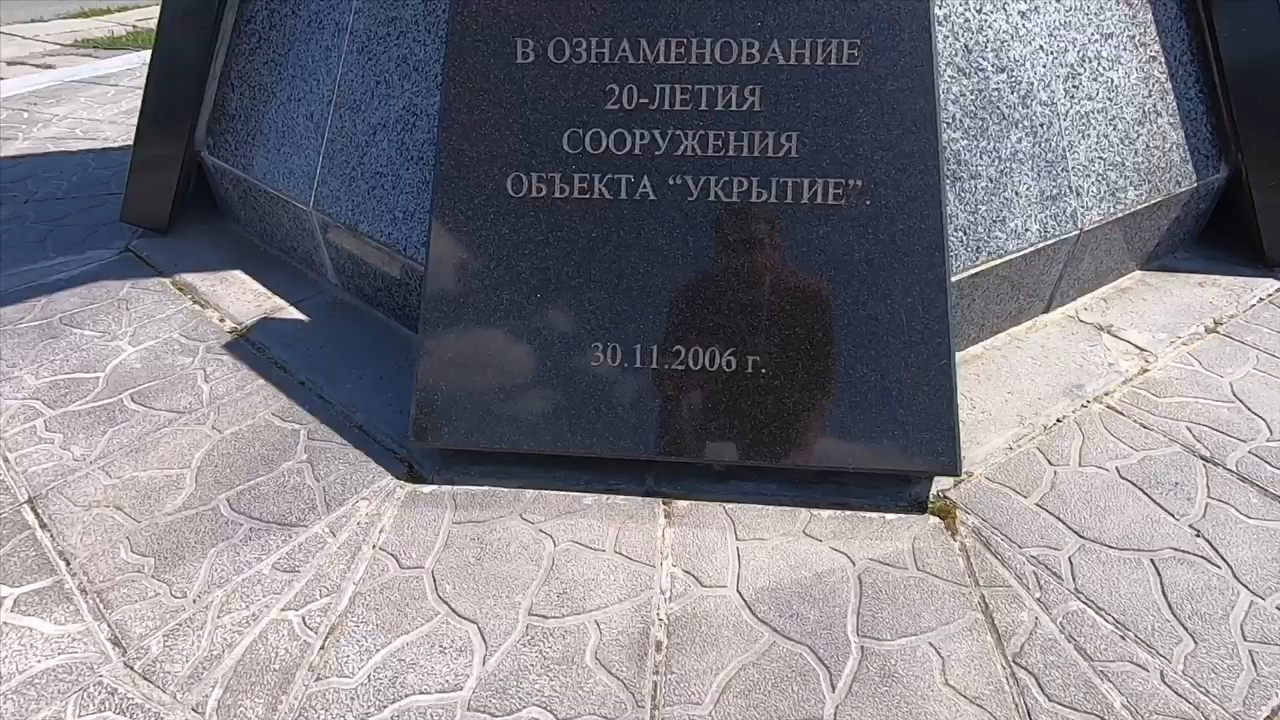 В ОЗНАМЕНОВАНИЕ
20-ЛЕТИЯ
СООРУЖЕНИЯ
ОБЪЕКТА “УКРЫТИЕ”.
30.11.2006 г.